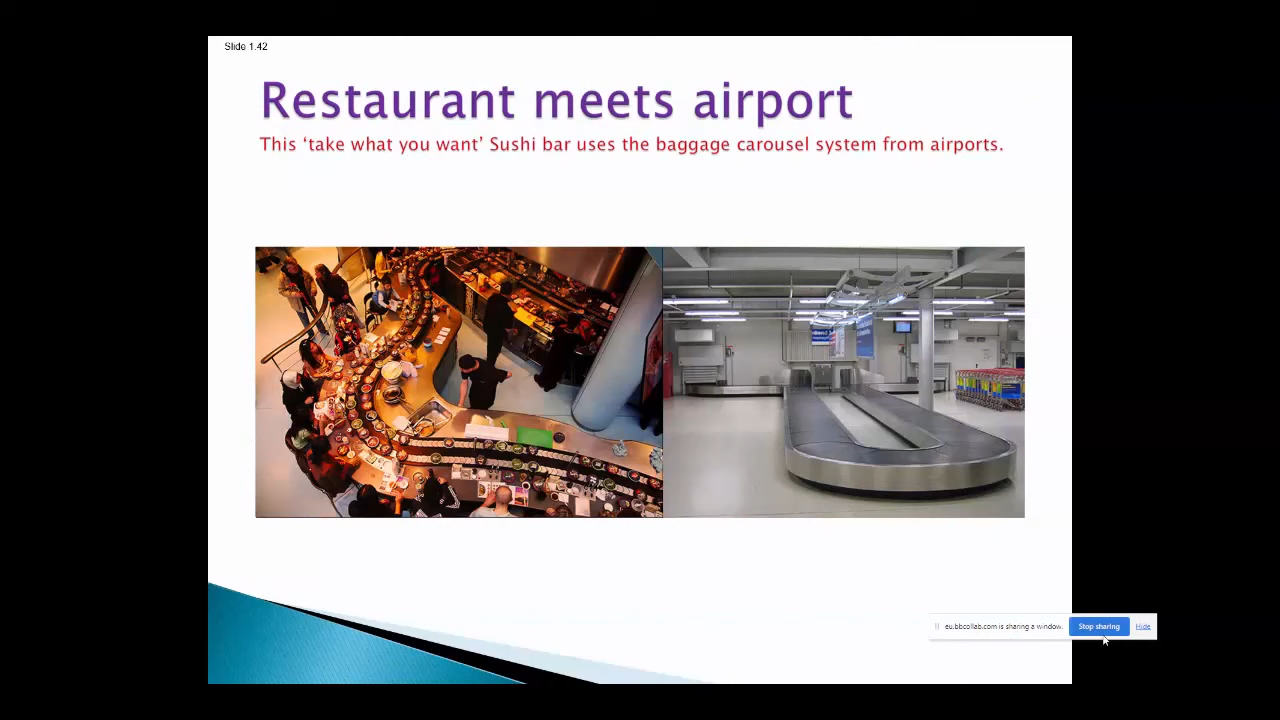 Slide 1.42
Restaurant meets airport
This ‘take what you want’ Sushi bar uses the baggage carousel system from airports.
eu.bbcollab.com is sharing a window.
Stop sharing
Hide